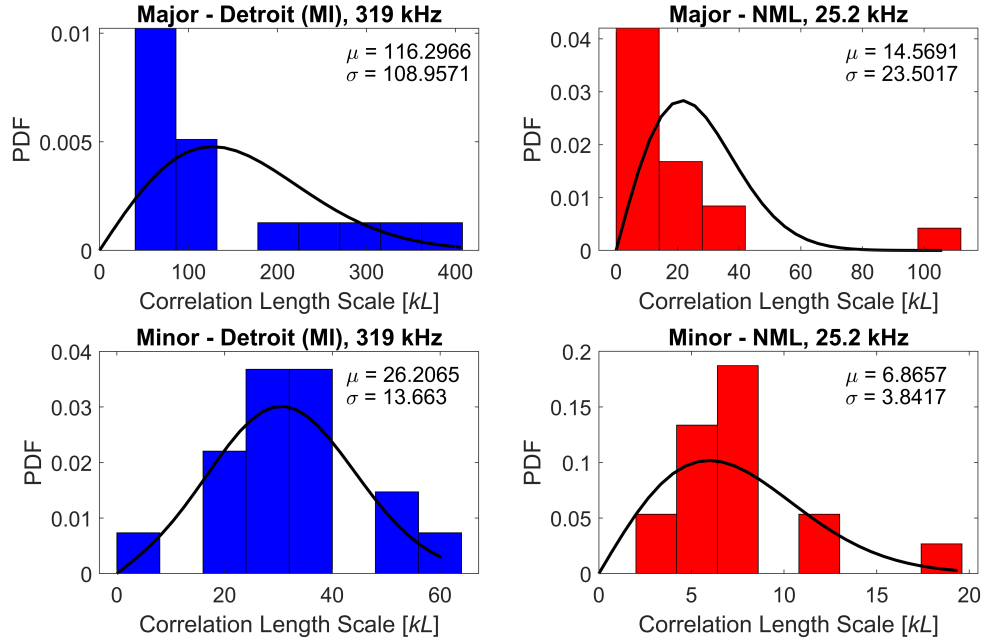 Major - Detroit (MI), 319 kHz
μ = 116.2966
σ = 108.9571
0.01
0.005
0
PDF
0 100 200 300 400
Correlation Length Scale [kL]
Major - NML, 25.2 kHz
μ = 14.5691
σ = 23.5017
0.04
0.03
0.02
0.01
0
PDF
0 20 40 60 80 100
Correlation Length Scale [kL]
Minor - Detroit (MI), 319 kHz
μ = 26.2065
σ = 13.663
0.04
0.03
0.02
0.01
0
PDF
0 20 40 60
Correlation Length Scale [kL]
Minor - NML, 25.2 kHz
μ = 6.8657
σ = 3.8417
0.2
0.15
0.1
0.05
0
PDF
0 5 10 15 20
Correlation Length Scale [kL]